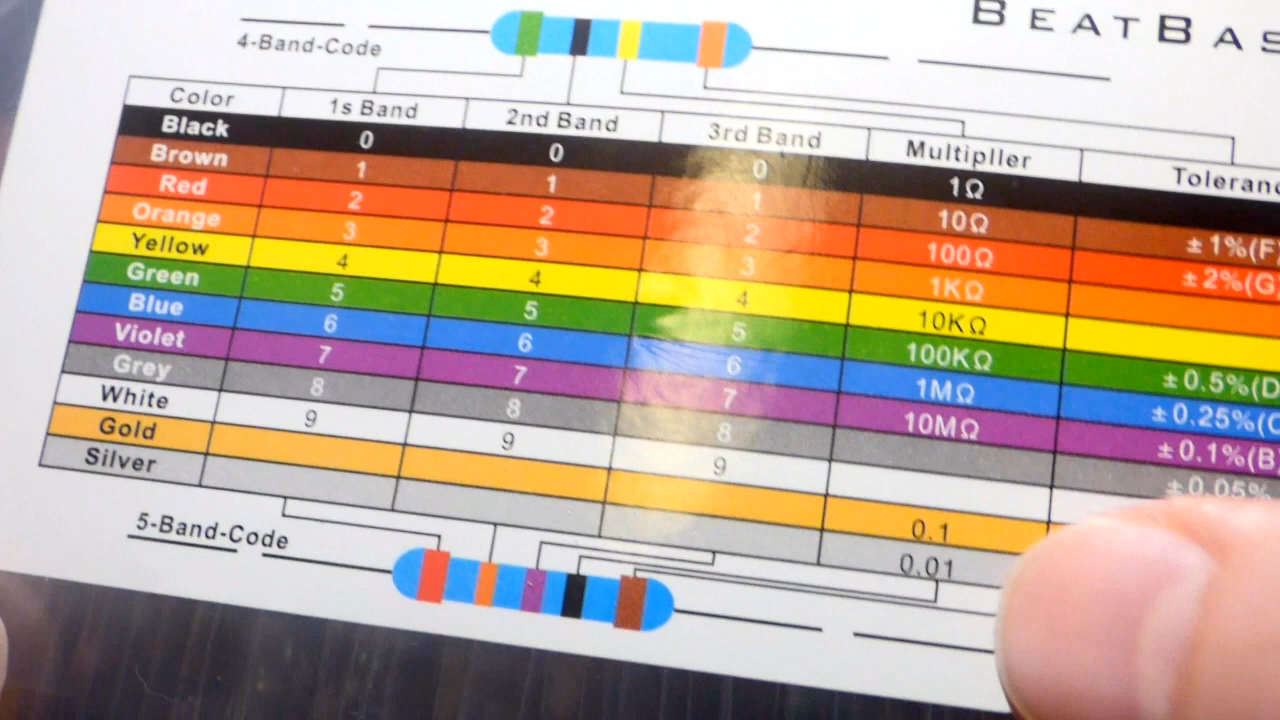 BEATBAS
4-Band-Code
Color 1s Band 2nd Band 3rd Band Multipller Toleranc
Black 0 0 0 1Ω
Brown 1 1 1 10Ω ±1%(F)
Red 2 2 2 100Ω ±2%(G)
Orange 3 3 3 1KΩ
Yellow 4 4 4 10KΩ
Green 5 5 5 100KΩ ±0.5%(D
Blue 6 6 6 1MΩ ±0.25%(C
Violet 7 7 7 10MΩ ±0.1%(B)
Grey 8 8 8 ±0.05%
White 9 9 9
Gold 0.1
Silver 0.01
5-Band-Code